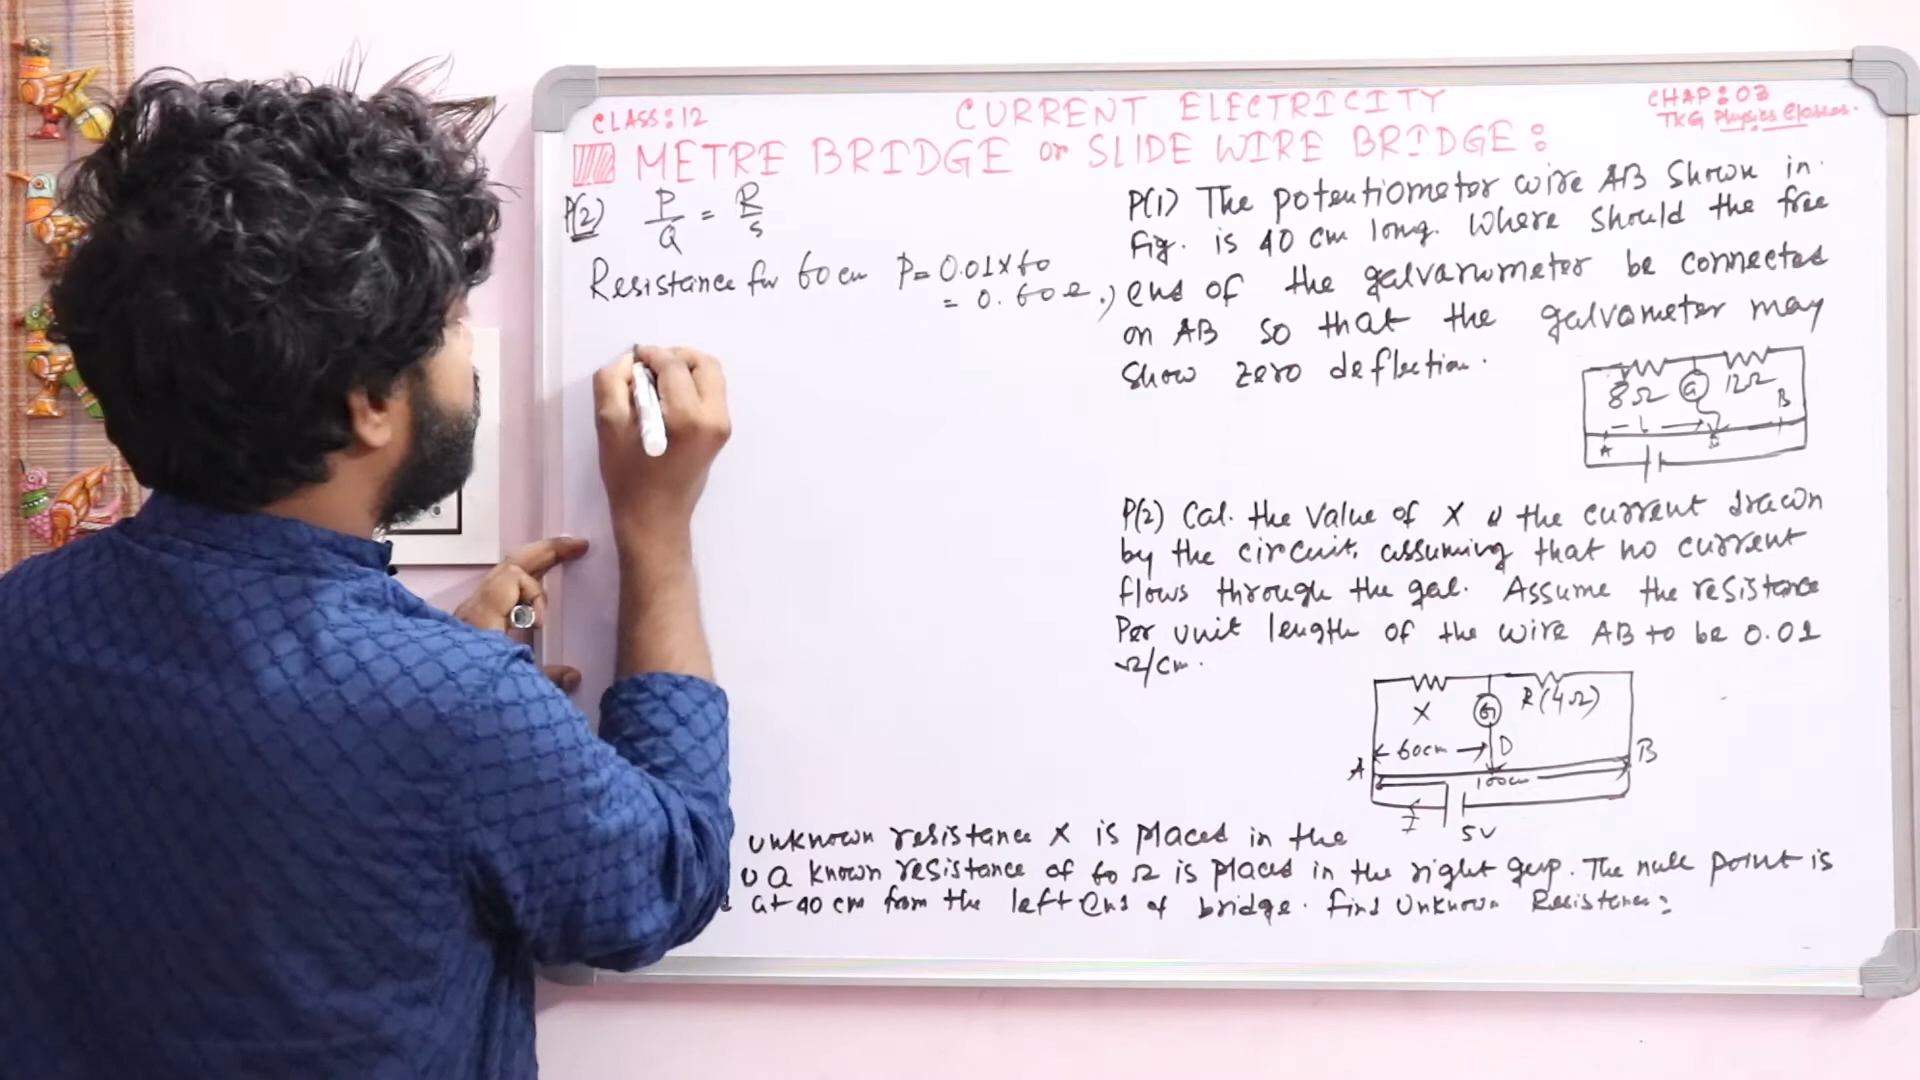 CLASS:12
CURRENT ELECTRICITY
CHAP:03
TKG Physics Classes.
METRE BRIDGE or SLIDE WIRE BRIDGE:
P(2) P/Q = R/S
Resistance for 60 cm P = 0.01 x 60
= 0.60 Ω.,
P(1) The potentiometer wire AB Shown in
fig. is 40 cm long. Where Should the free
end of the galvanometer be connected
on AB so that the galvanometer may
Show zero deflection.
8Ω G 12Ω
L B
A D
P(2) Cal. the value of X & the current drawn
by the circuit, assuming that no current
flows through the gal. Assume the resistance
Per unit length of the wire AB to be 0.01
Ω/cm.
X G R(4Ω)
60cm D B
A 100cm
I 5V
unknown resistance X is placed in the
a known resistance of 60 Ω is placed in the right gap. The null point is
at 40 cm from the left end of bridge. find Unknown Resistance: